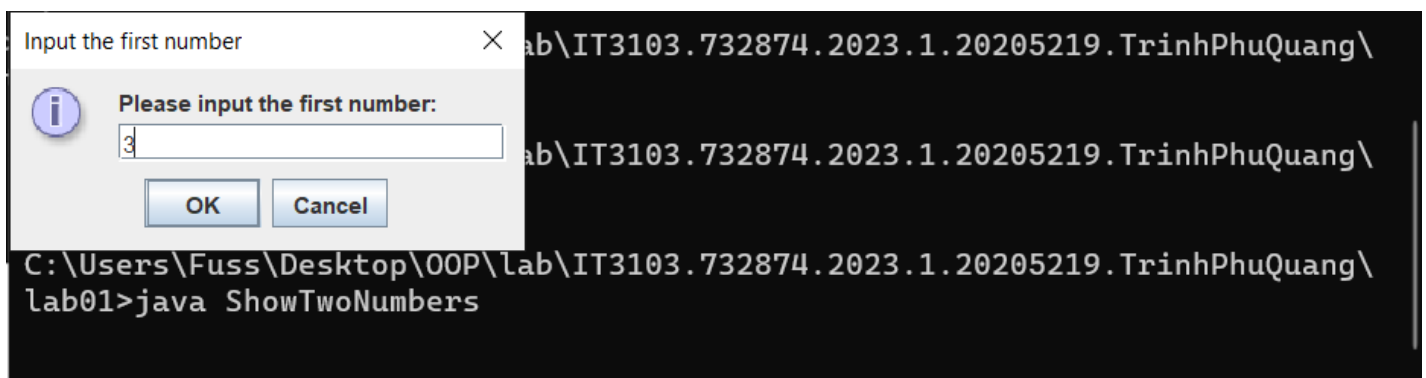 Input the first number
Please input the first number:
3
OK Cancel
ab\IT3103.732874.2023.1.20205219.TrinhPhuQuang\
ab\IT3103.732874.2023.1.20205219.TrinhPhuQuang\
C:\Users\Fuss\Desktop\OOP\lab\IT3103.732874.2023.1.20205219.TrinhPhuQuang\
lab01>java ShowTwoNumbers